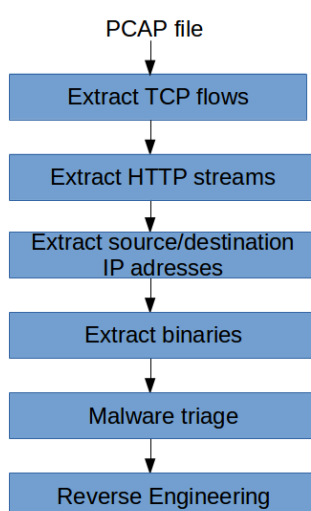 PCAP file
Extract TCP flows
Extract HTTP streams
Extract source/destination
IP adresses
Extract binaries
Malware triage
Reverse Engineering